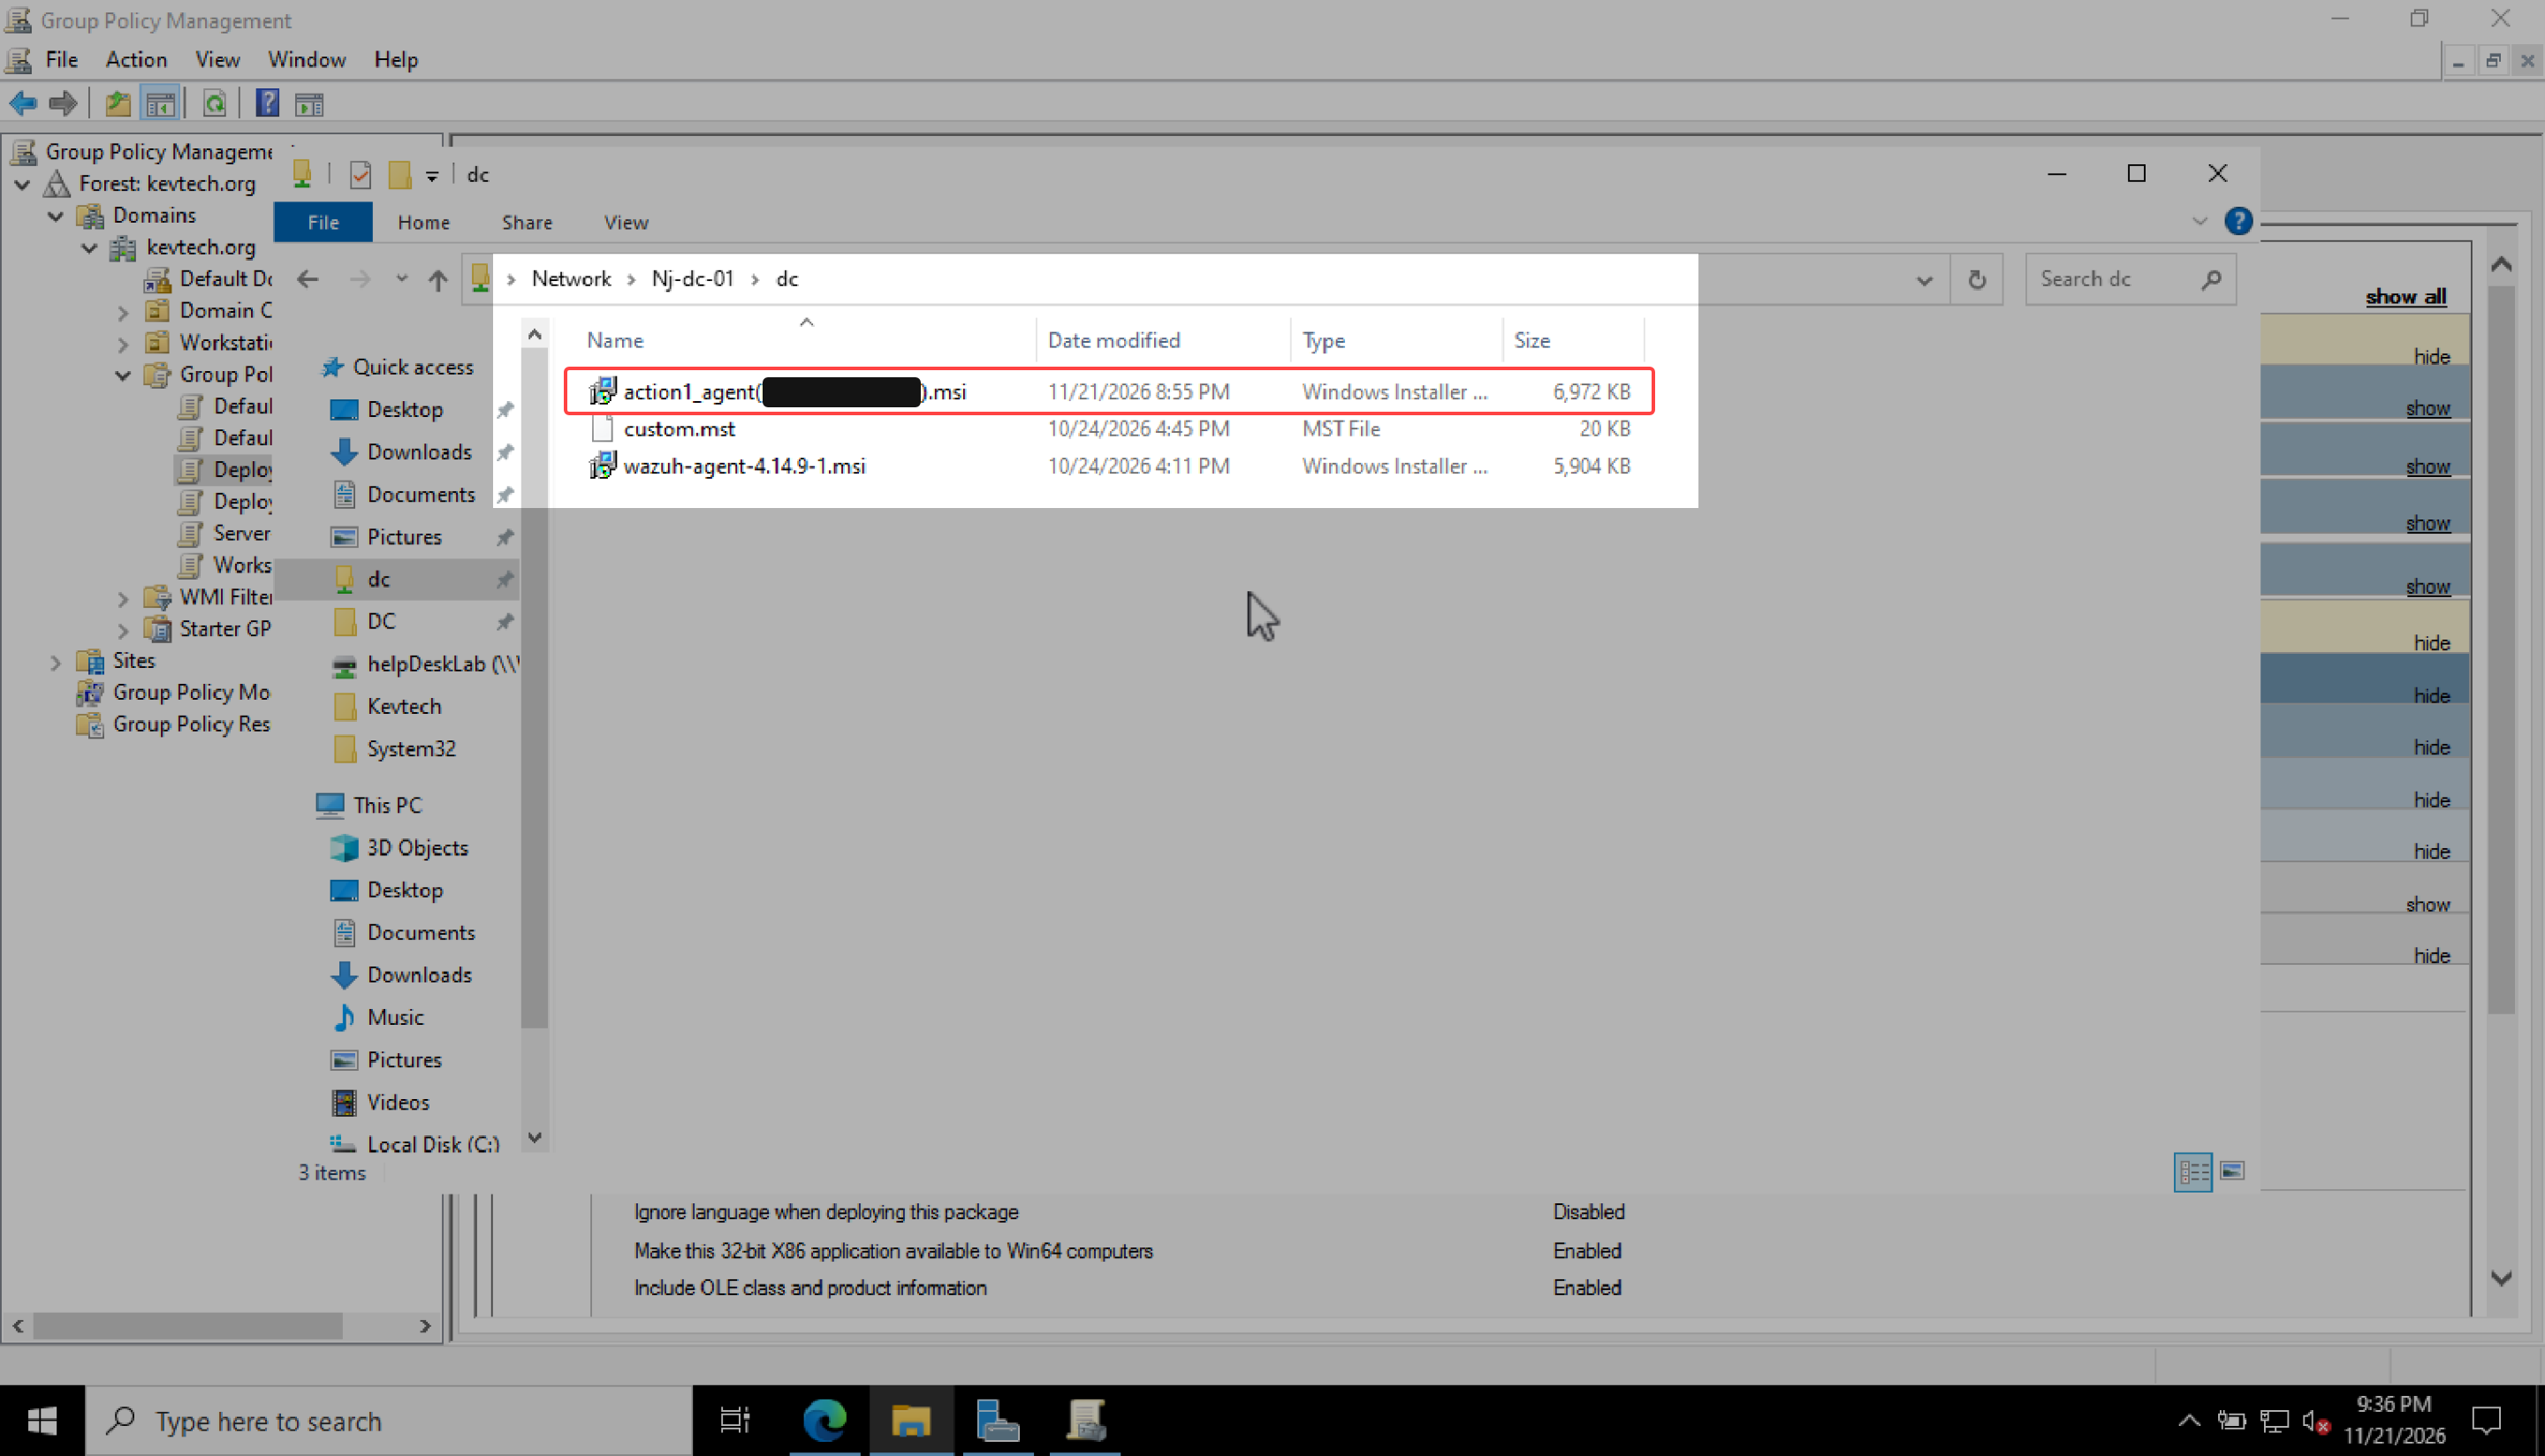 Group Policy Management
File Action View Window Help
Group Policy Manageme
Forest: kevtech.org
Domains
kevtech.org
Default Do
Domain C
Workstati
Group Pol
Defaul
Defaul
Deploy
Deploy
Server
Works
WMI Filter
Starter GP
Sites
Group Policy Mo
Group Policy Res
dc
File Home Share View
Network Nj-dc-01 dc
Search dc
Quick access
Desktop
Downloads
Documents
Pictures
dc
DC
helpDeskLab (\\
Kevtech
System32
This PC
3D Objects
Desktop
Documents
Downloads
Music
Pictures
Videos
Local Disk (C:)
Name Date modified Type Size
action1_agent( ).msi 11/21/2026 8:55 PM Windows Installer ... 6,972 KB
custom.mst 10/24/2026 4:45 PM MST File 20 KB
wazuh-agent-4.14.9-1.msi 10/24/2026 4:11 PM Windows Installer ... 5,904 KB
3 items
show all
hide
show
show
show
show
hide
hide
hide
hide
hide
show
hide
Ignore language when deploying this package Disabled
Make this 32-bit X86 application available to Win64 computers Enabled
Include OLE class and product information Enabled
Type here to search
9:36 PM
11/21/2026